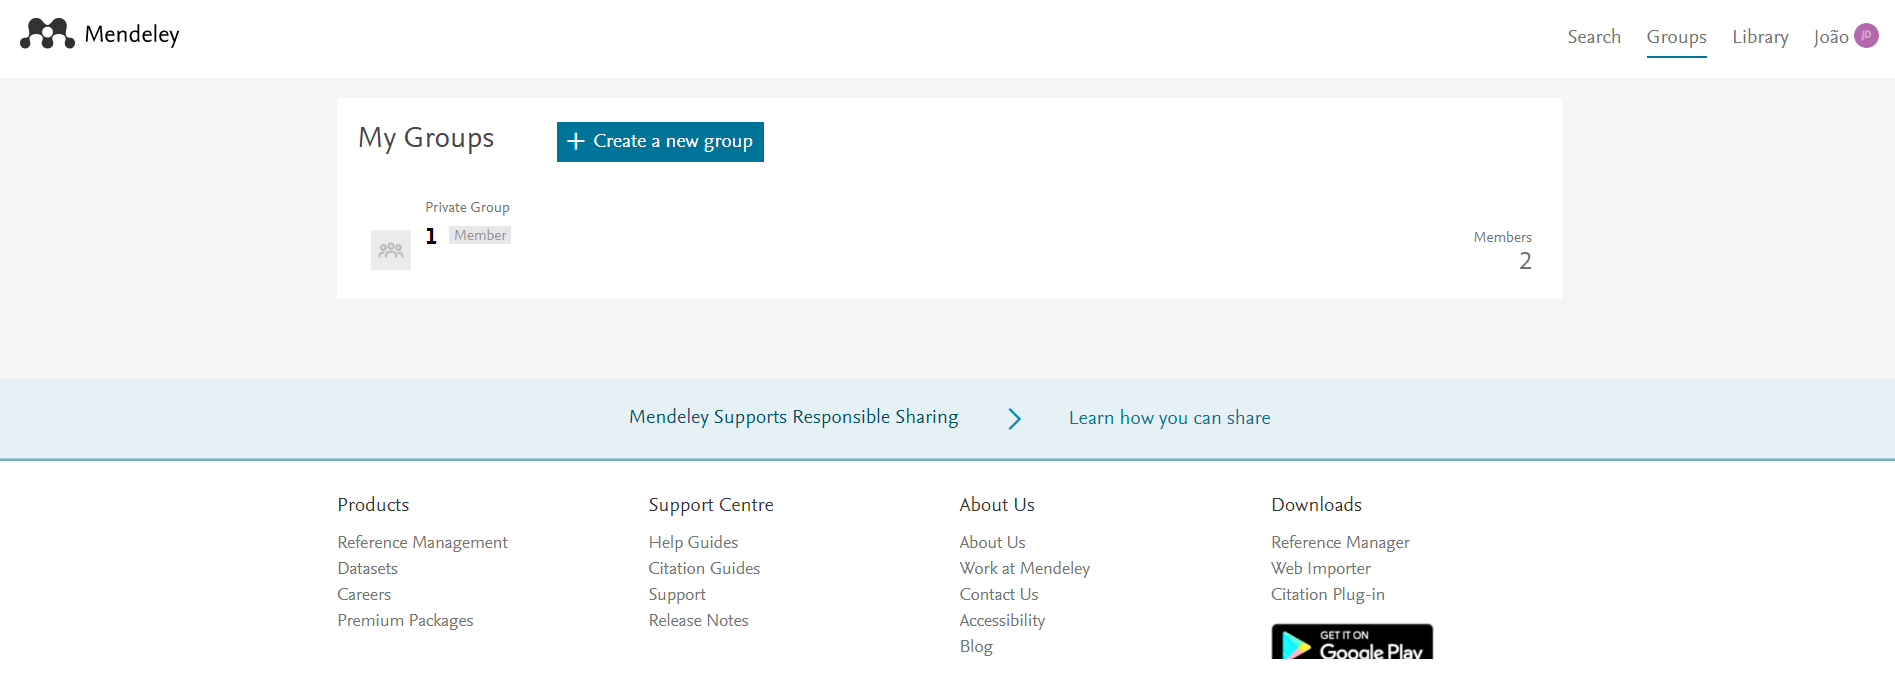 Mendeley
Search Groups Library João JD
My Groups
+ Create a new group
Private Group
1 Member
Members
2
Mendeley Supports Responsible Sharing
Learn how you can share
Products
Reference Management
Datasets
Careers
Premium Packages
Support Centre
Help Guides
Citation Guides
Support
Release Notes
About Us
About Us
Work at Mendeley
Contact Us
Accessibility
Blog
Downloads
Reference Manager
Web Importer
Citation Plug-in
GET IT ON
Google Play